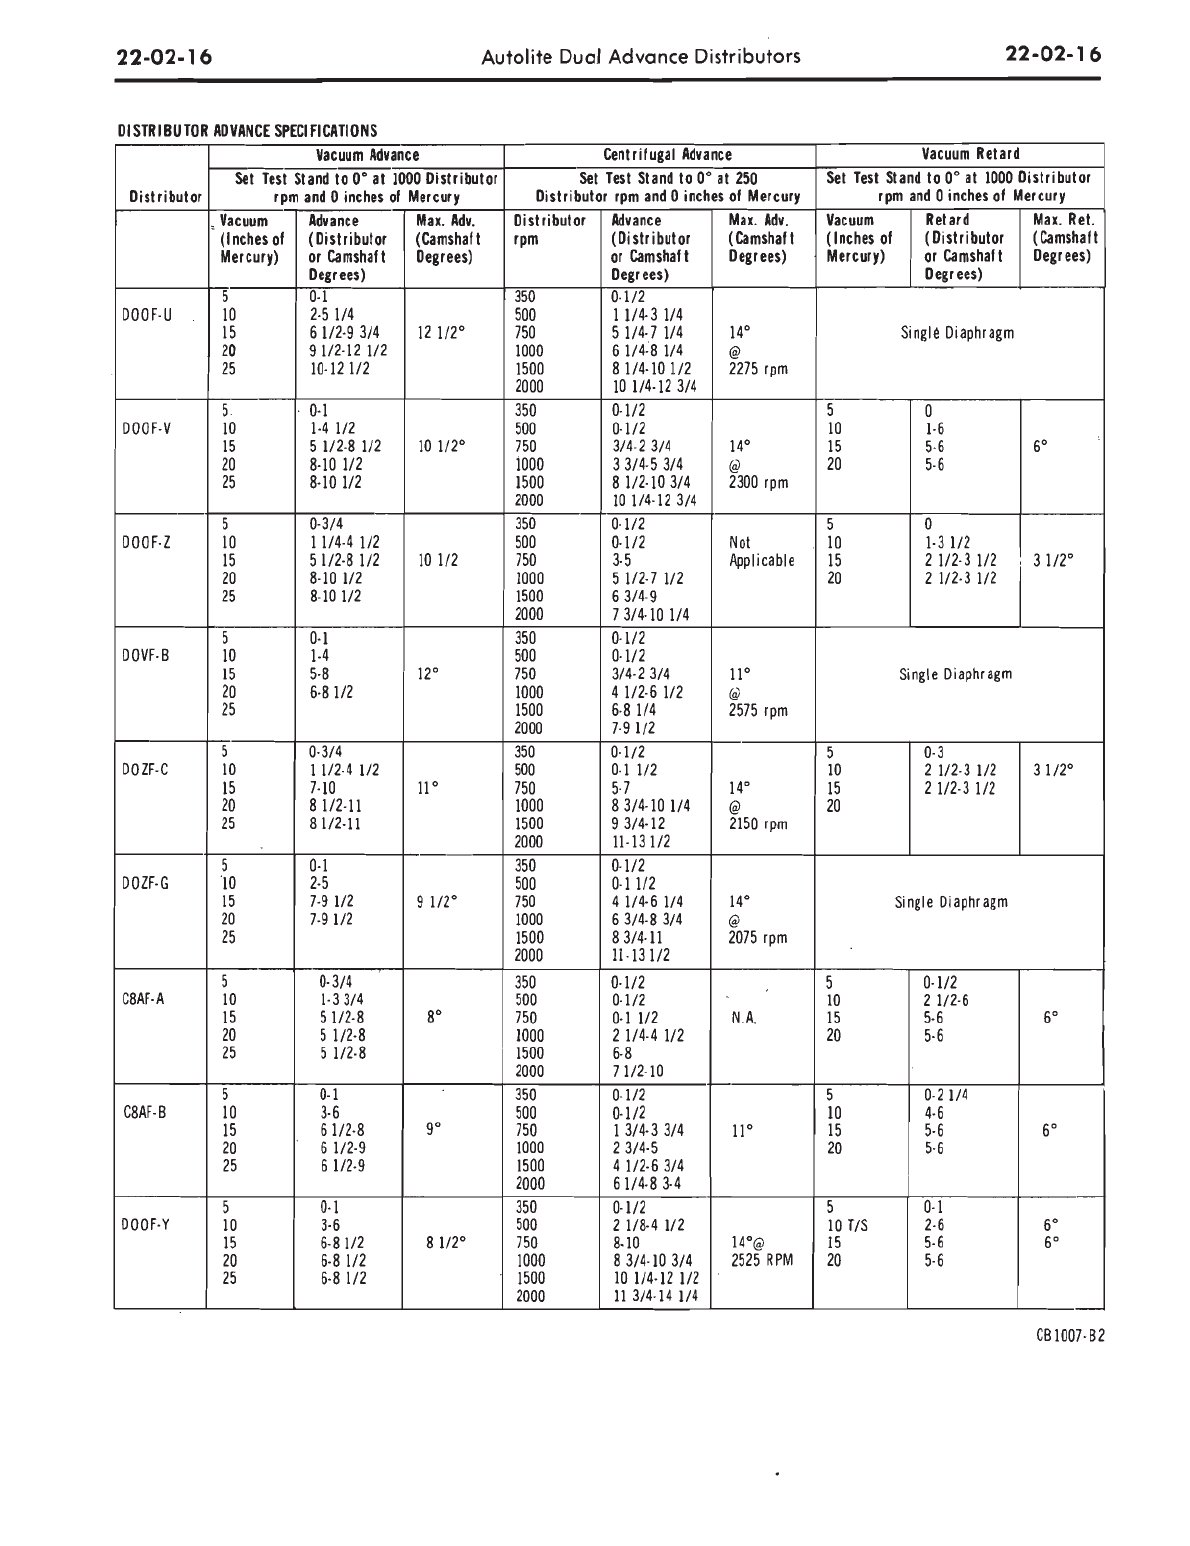 22-02-16 Autolite Dual Advance Distributors 22-02-16
DISTRIBUTOR ADVANCE SPECIFICATIONS
Vacuum Advance Centrifugal Advance Vacuum Retard
Set Test Stand to 0° at 1000 Distributor Set Test Stand to 0° at 250 Set Test Stand to 0° at 1000 Distributor
Distributor rpm and 0 inches of Mercury Distributor rpm and 0 inches of Mercury rpm and 0 inches of Mercury
Vacuum Advance Max. Adv. Distributor Advance Max. Adv. Vacuum Retard Max. Ret.
(Inches of (Distributor (Camshaft rpm (Distributor (Camshaft (Inches of (Distributor (Camshaft
Mercury) or Camshaft Degrees) or Camshaft Degrees) Mercury) or Camshaft Degrees)
Degrees) Degrees) Degrees)
5 0-1 350 0-1/2
DOOF-U 10 2-5 1/4 500 1 1/4-3 1/4
15 6 1/2-9 3/4 12 1/2° 750 5 1/4-7 1/4 14° Single Diaphragm
20 9 1/2-12 1/2 1000 6 1/4-8 1/4 @
25 10-12 1/2 1500 8 1/4-10 1/2 2275 rpm
2000 10 1/4-12 3/4
5 0-1 350 0-1/2 5 0
DOOF-V 10 1-4 1/2 500 0-1/2 10 1-6
15 5 1/2-8 1/2 10 1/2° 750 3/4-2 3/4 14° 15 5-6 6°
20 8-10 1/2 1000 3 3/4-5 3/4 @ 20 5-6
25 8-10 1/2 1500 8 1/2-10 3/4 2300 rpm
2000 10 1/4-12 3/4
5 0-3/4 350 0-1/2 5 0
DOOF-Z 10 1 1/4-4 1/2 500 0-1/2 Not 10 1-3 1/2
15 5 1/2-8 1/2 10 1/2 750 3-5 Applicable 15 2 1/2-3 1/2 3 1/2°
20 8-10 1/2 1000 5 1/2-7 1/2 20 2 1/2-3 1/2
25 8-10 1/2 1500 6 3/4-9
2000 7 3/4-10 1/4
5 0-1 350 0-1/2
DOVF-B 10 1-4 500 0-1/2
15 5-8 12° 750 3/4-2 3/4 11° Single Diaphragm
20 6-8 1/2 1000 4 1/2-6 1/2 @
25 1500 6-8 1/4 2575 rpm
2000 7-9 1/2
5 0-3/4 350 0-1/2 5 0-3
DOZF-C 10 1 1/2-4 1/2 500 0-1 1/2 10 2 1/2-3 1/2 3 1/2°
15 7-10 11° 750 5-7 14° 15 2 1/2-3 1/2
20 8 1/2-11 1000 8 3/4-10 1/4 @ 20
25 8 1/2-11 1500 9 3/4-12 2150 rpm
2000 11-13 1/2
5 0-1 350 0-1/2
DOZF-G 10 2-5 500 0-1 1/2
15 7-9 1/2 9 1/2° 750 4 1/4-6 1/4 14° Single Diaphragm
20 7-9 1/2 1000 6 3/4-8 3/4 @
25 1500 8 3/4-11 2075 rpm
2000 11-13 1/2
5 0-3/4 350 0-1/2 5 0-1/2
C8AF-A 10 1-3 3/4 500 0-1/2 10 2 1/2-6
15 5 1/2-8 8° 750 0-1 1/2 N.A. 15 5-6 6°
20 5 1/2-8 1000 2 1/4-4 1/2 20 5-6
25 5 1/2-8 1500 6-8
2000 7 1/2-10
5 0-1 350 0-1/2 5 0-2 1/4
C8AF-B 10 3-6 500 0-1/2 10 4-6
15 6 1/2-8 9° 750 1 3/4-3 3/4 11° 15 5-6 6°
20 6 1/2-9 1000 2 3/4-5 20 5-6
25 6 1/2-9 1500 4 1/2-6 3/4
2000 6 1/4-8 3-4
5 0-1 350 0-1/2 5 0-1
DOOF-Y 10 3-6 500 2 1/8-4 1/2 10 T/S 2-6 6°
15 6-8 1/2 8 1/2° 750 8-10 14°@ 15 5-6 6°
20 6-8 1/2 1000 8 3/4-10 3/4 2525 RPM 20 5-6
25 6-8 1/2 1500 10 1/4-12 1/2
2000 11 3/4-14 1/4
CB1007-B2